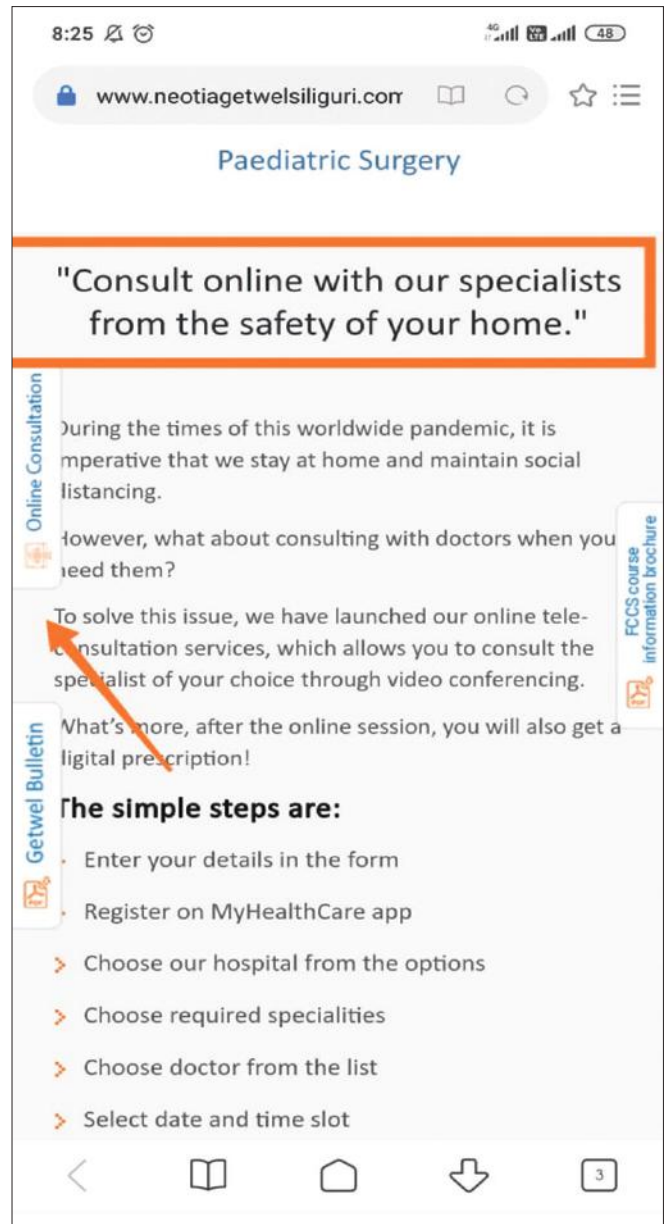 8:25
4G
Vo
LTE
48
www.neotiagetwelsiliguri.com
Paediatric Surgery
"Consult online with our specialists
from the safety of your home."
Online Consultation
During the times of this worldwide pandemic, it is
imperative that we stay at home and maintain social
distancing.
However, what about consulting with doctors when you
need them?
FCCS course
information brochure
PDF
To solve this issue, we have launched our online tele-
consultation services, which allows you to consult the
specialist of your choice through video conferencing.
What's more, after the online session, you will also get a
digital prescription!
Getwel Bulletin
PDF
The simple steps are:
Enter your details in the form
Register on MyHealthCare app
Choose our hospital from the options
Choose required specialities
Choose doctor from the list
Select date and time slot
3